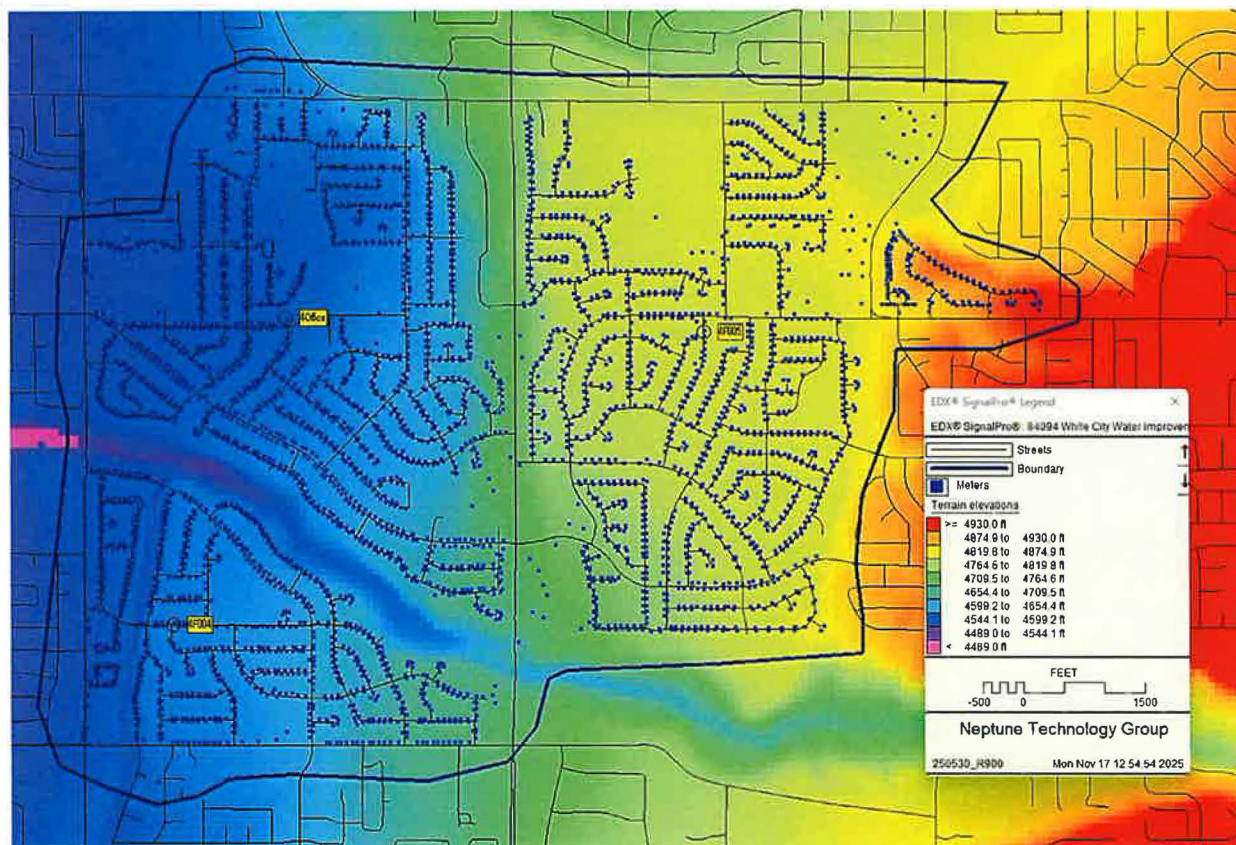 406ca
4F005
4F004
EDX® SignalPro® Legend
EDX® SignalPro®: 84094 White City Water Improven
Streets
Boundary
Meters
Terrain elevations
>= 4930.0 ft
4874.9 to 4930.0 ft
4819.8 to 4874.9 ft
4764.6 to 4819.8 ft
4709.5 to 4764.6 ft
4654.4 to 4709.5 ft
4599.2 to 4654.4 ft
4544.1 to 4599.2 ft
4489.0 to 4544.1 ft
< 4489.0 ft
FEET
-500 0 1500
Neptune Technology Group
250530_R900 Mon Nov 17 12:54:54 2025